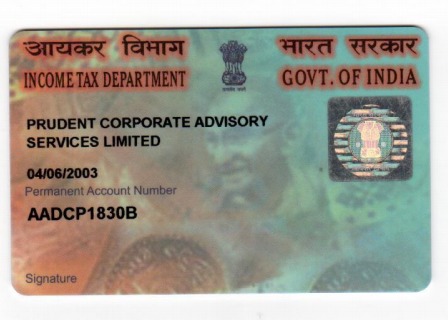 आयकर विभाग
भारत सरकार
INCOME TAX DEPARTMENT
GOVT. OF INDIA
PRUDENT CORPORATE ADVISORY
SERVICES LIMITED
04/06/2003
Permanent Account Number
AADCP1830B
Signature